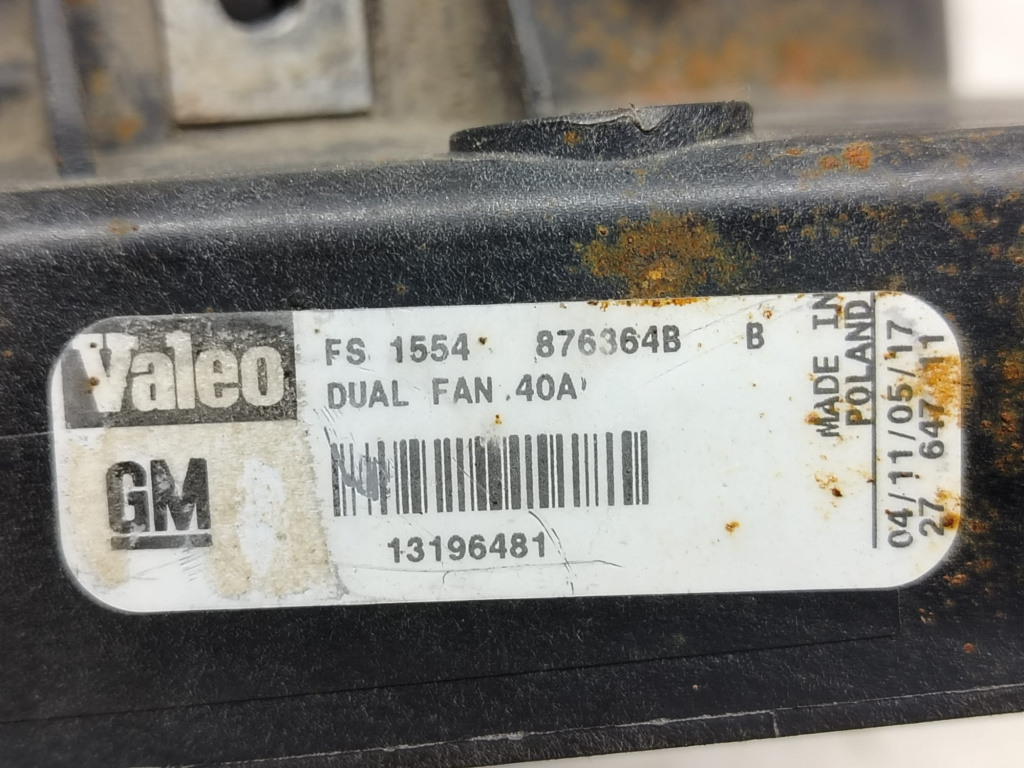 Valeo
GM
FS 1554 876364B B
DUAL FAN 40A
13196481
MADE IN
POLAND
04/11/05/17
27 647 11